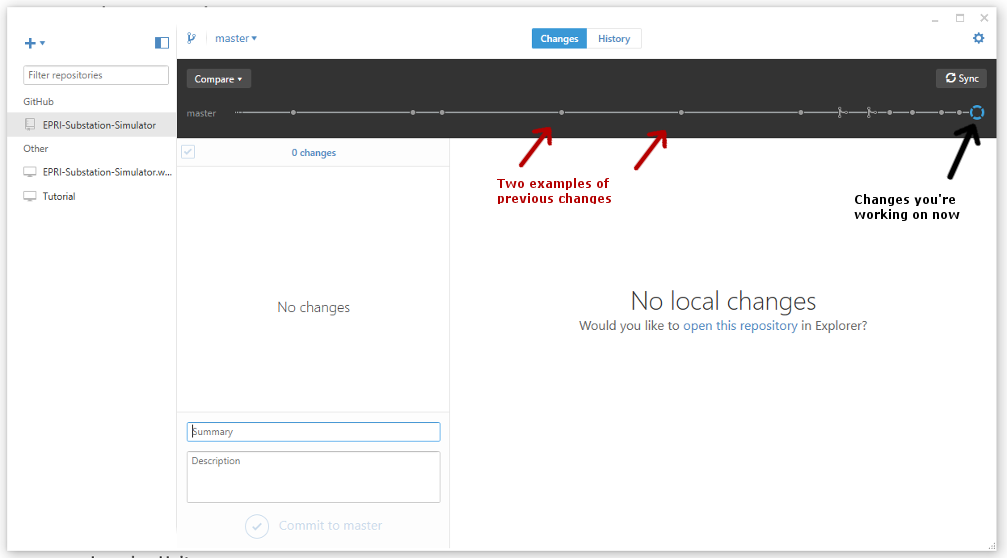 master
Changes
History
Filter repositories
GitHub
EPRI-Substation-Simulator
Other
EPRI-Substation-Simulator.w...
Tutorial
Compare
Sync
master
0 changes
No changes
Summary
Description
Commit to master
Two examples of
previous changes
Changes you're
working on now
No local changes
Would you like to open this repository in Explorer?